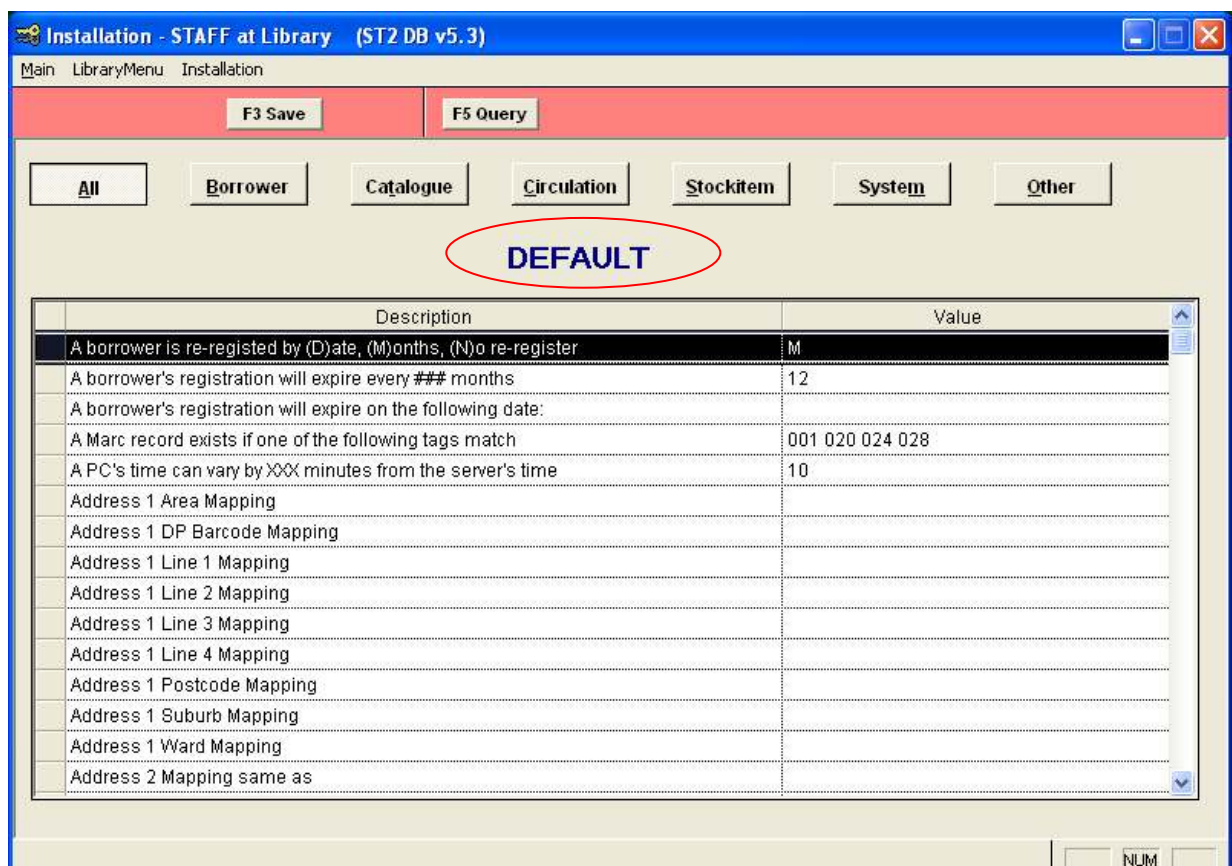 Installation - STAFF at Library (ST2 DB v5.3)
Main LibraryMenu Installation
F3 Save F5 Query
All Borrower Catalogue Circulation Stockitem System Other
DEFAULT
Description Value
A borrower is re-registed by (D)ate, (M)onths, (N)o re-register M
A borrower's registration will expire every ### months 12
A borrower's registration will expire on the following date:
A Marc record exists if one of the following tags match 001 020 024 028
A PC's time can vary by XXX minutes from the server's time 10
Address 1 Area Mapping
Address 1 DP Barcode Mapping
Address 1 Line 1 Mapping
Address 1 Line 2 Mapping
Address 1 Line 3 Mapping
Address 1 Line 4 Mapping
Address 1 Postcode Mapping
Address 1 Suburb Mapping
Address 1 Ward Mapping
Address 2 Mapping same as
NUM